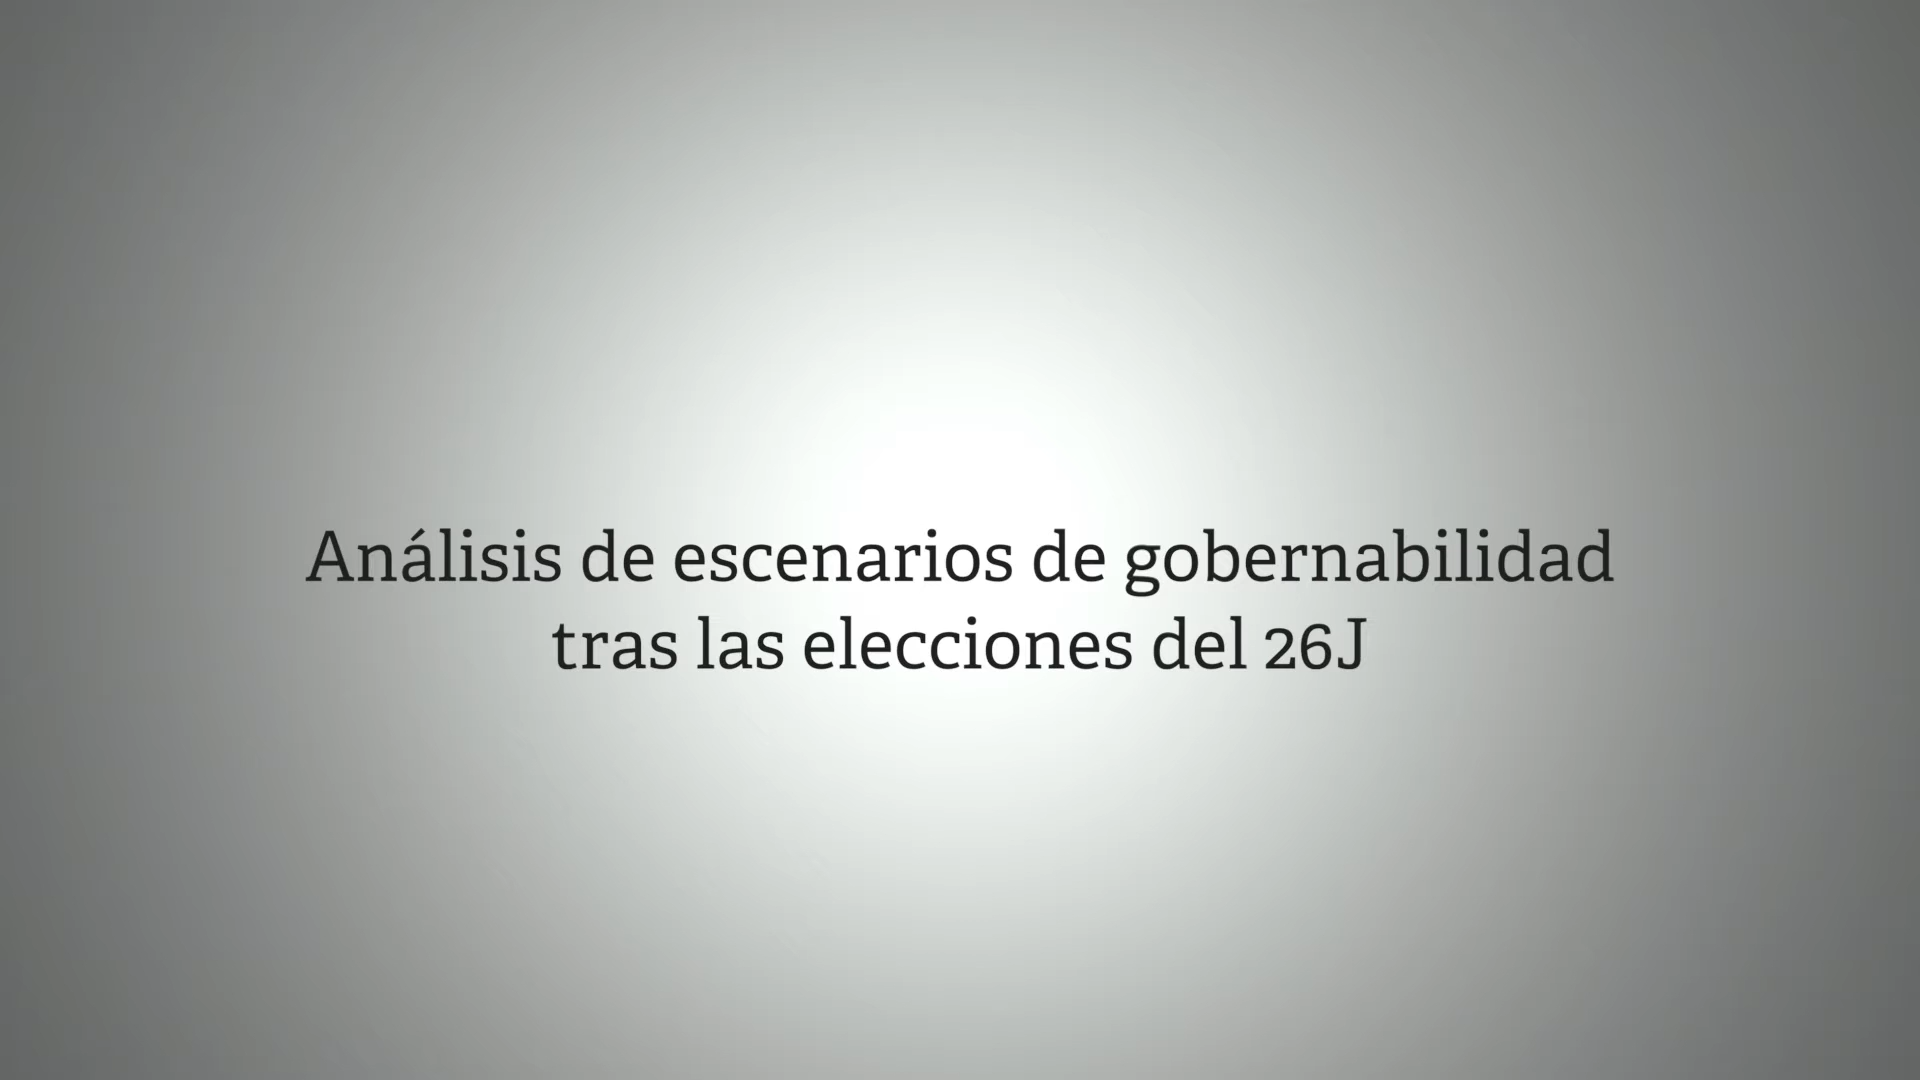 Análisis de escenarios de gobernabilidad
tras las elecciones del 26J